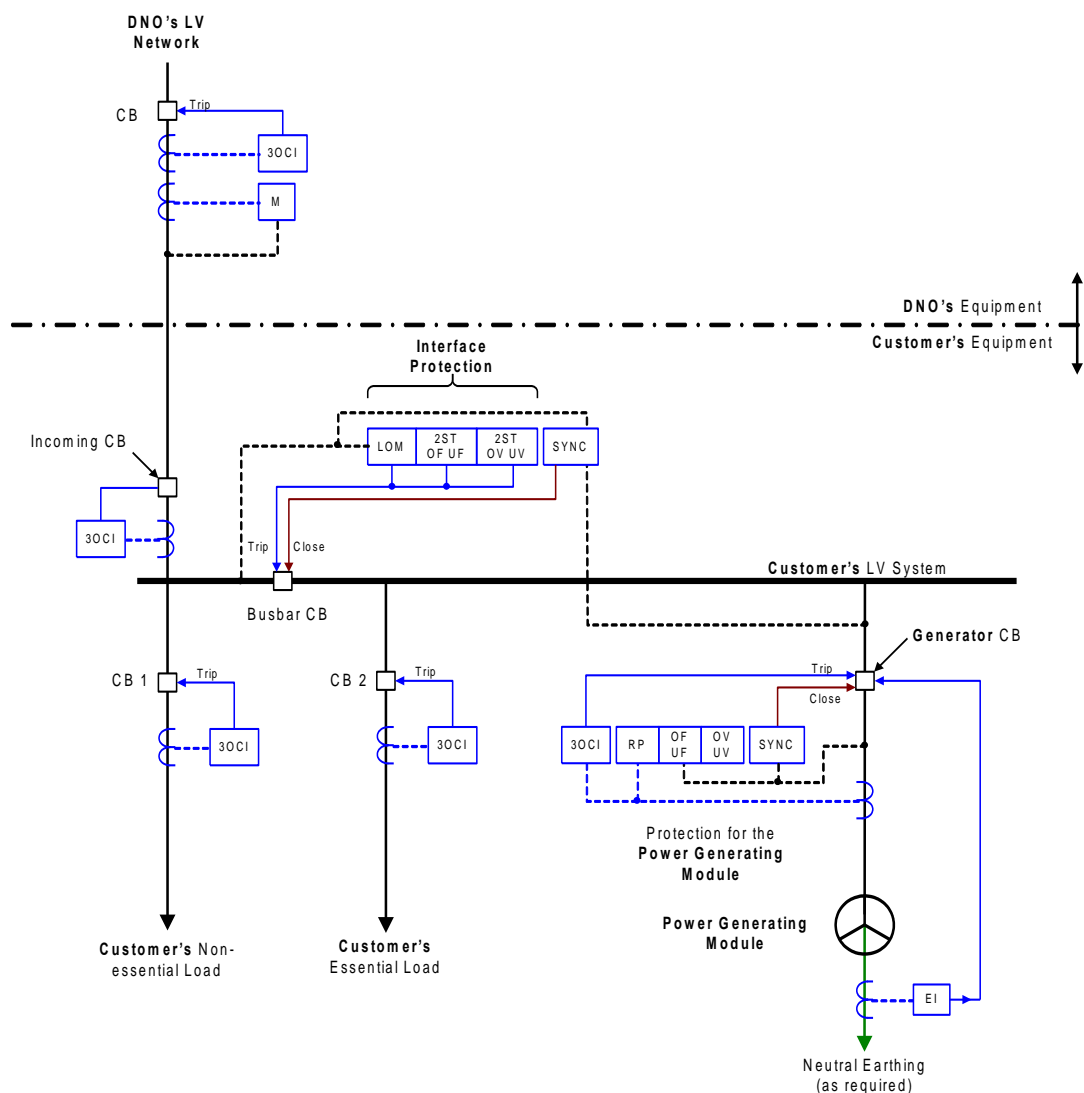 DNO's LV
Network
CB
Trip
3OCI
M
DNO's Equipment
Customer's Equipment
Interface
Protection
Incoming CB
LOM
2ST
OF UF
2ST
OV UV
SYNC
3OCI
Trip
Close
Customer's LV System
Busbar CB
Generator CB
CB 1
Trip
CB 2
Trip
Trip
Close
3OCI
3OCI
3OCI
RP
OF
UF
OV
UV
SYNC
Protection for the
Power Generating
Module
Power Generating
Module
Customer's Non-
essential Load
Customer's
Essential Load
EI
Neutral Earthing
(as required)